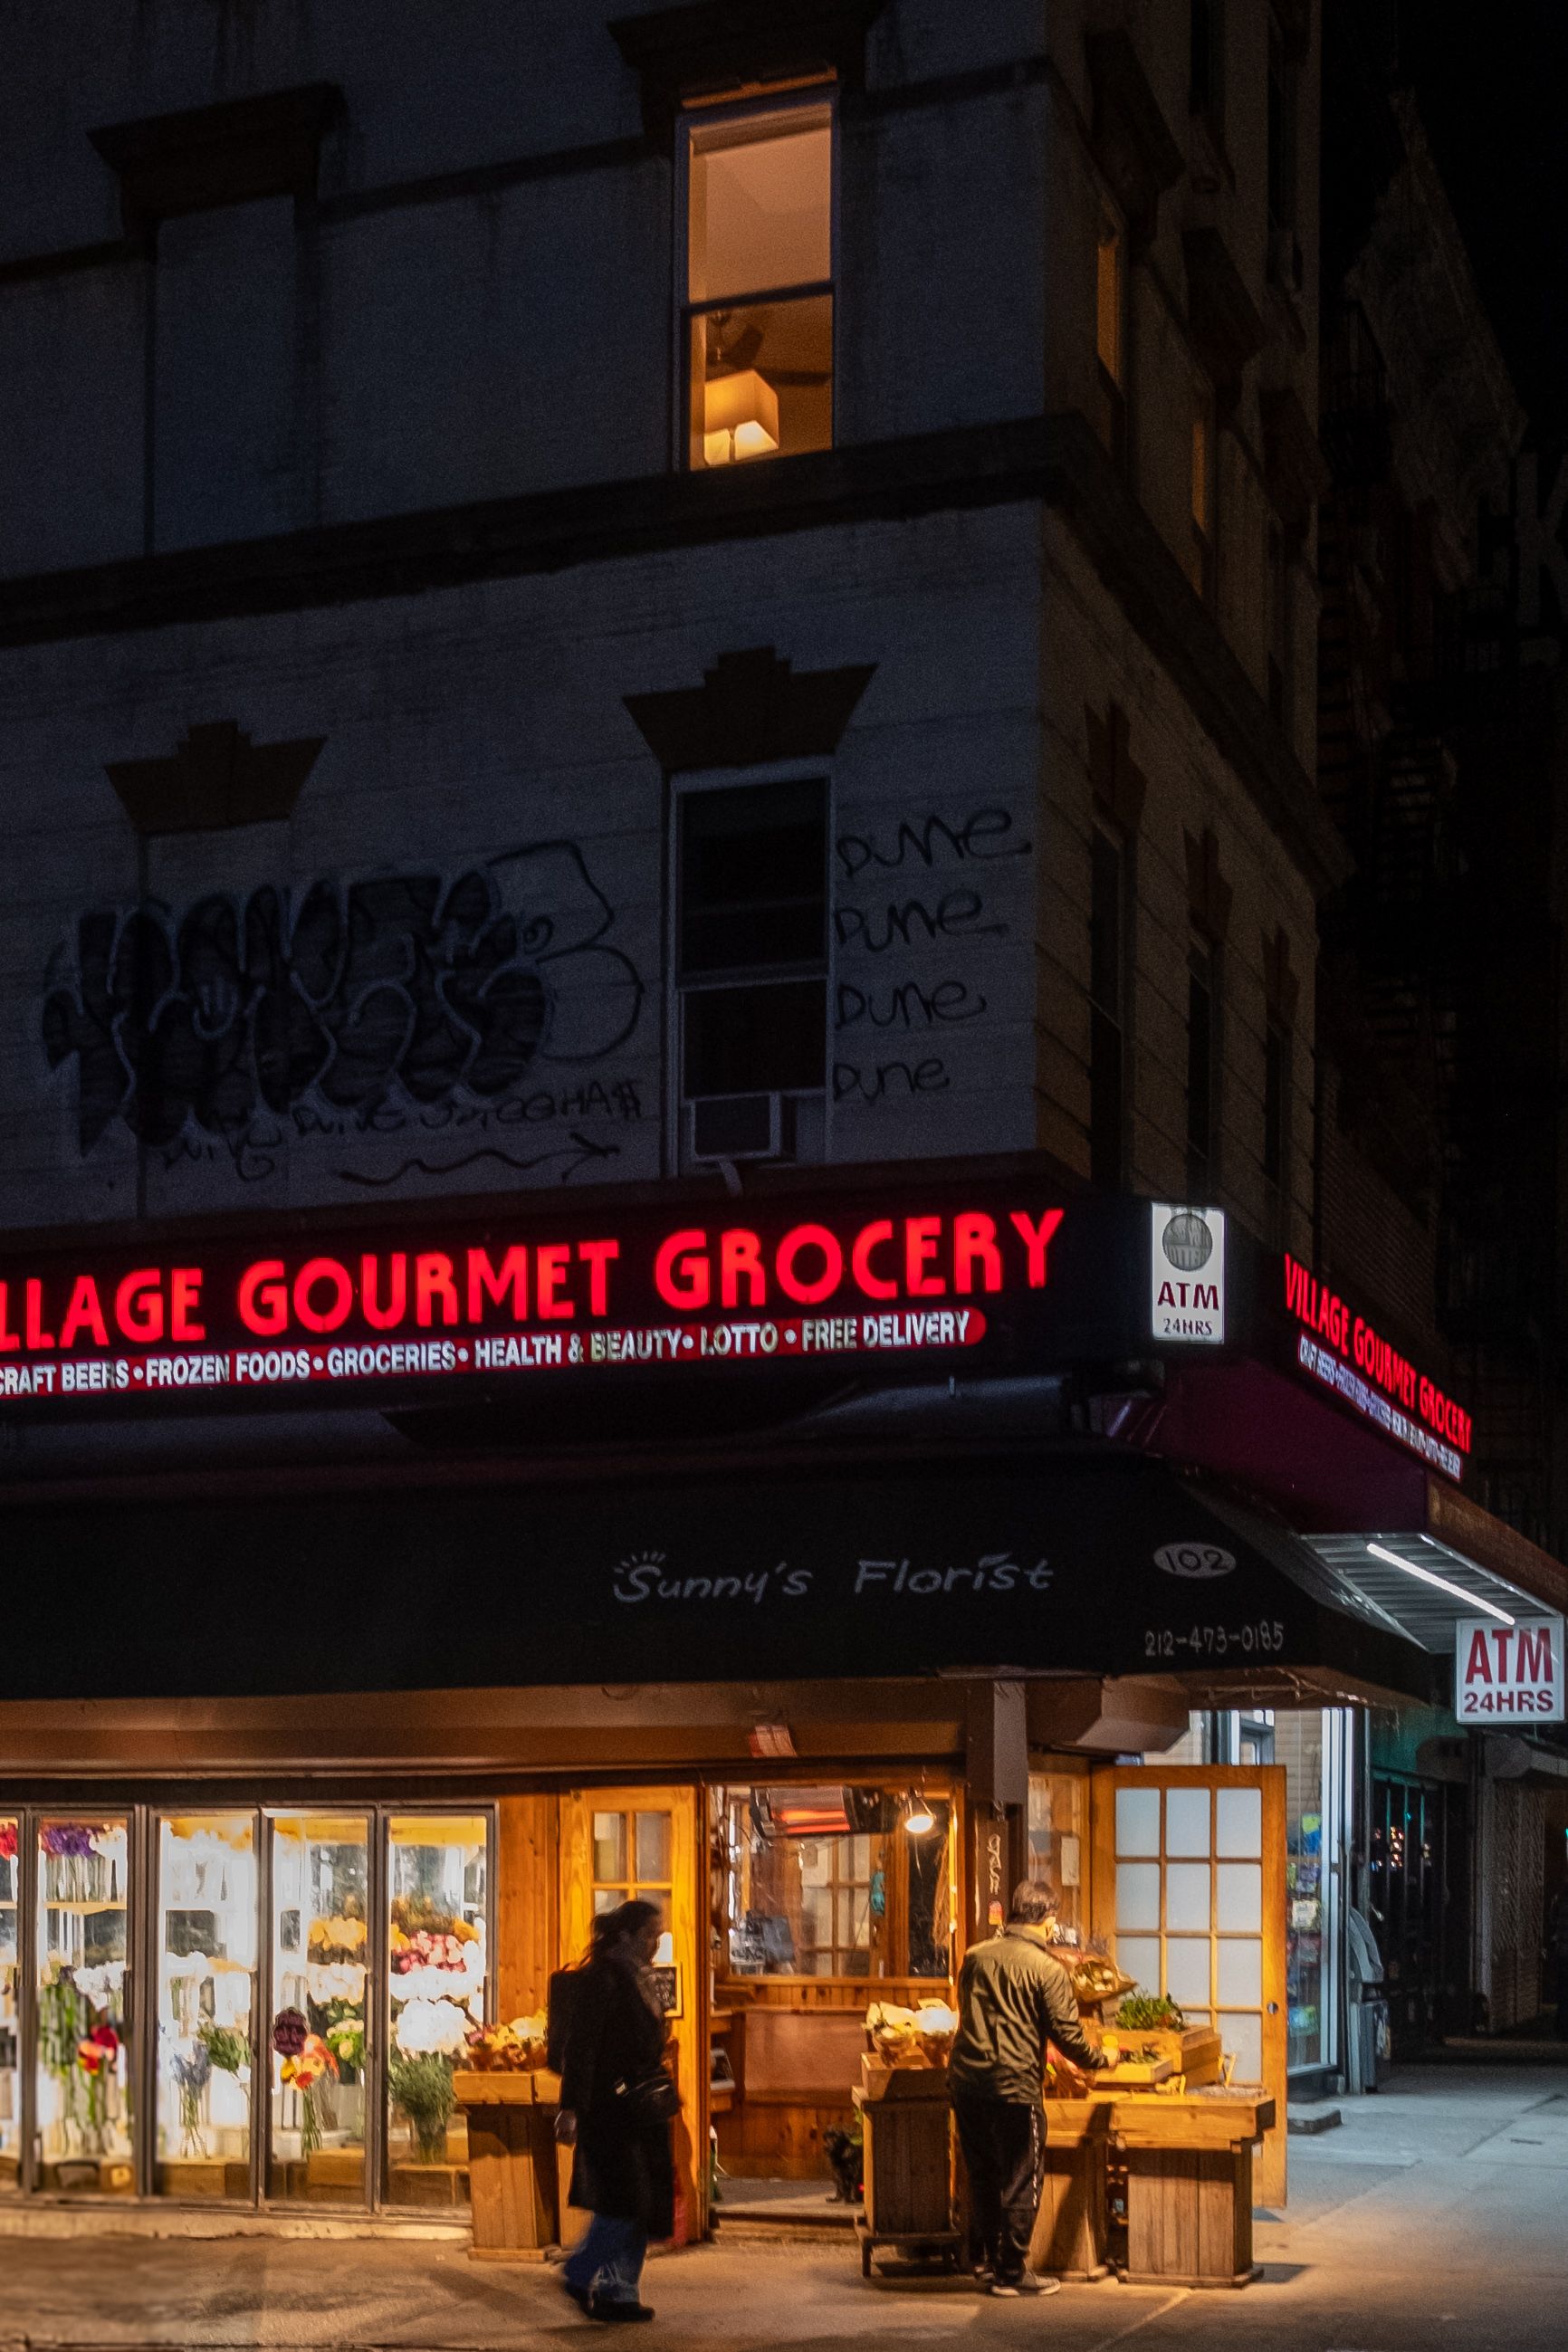 Dune
Dune
Dune
Dune
LLAGE GOURMET GROCERY
CRAFT BEERS • FROZEN FOODS • GROCERIES • HEALTH & BEAUTY • LOTTO • FREE DELIVERY
ATM
24HRS
VILLAGE GOURMET GROCERY
Sunny's Florist
102
212-473-0185
ATM
24HRS